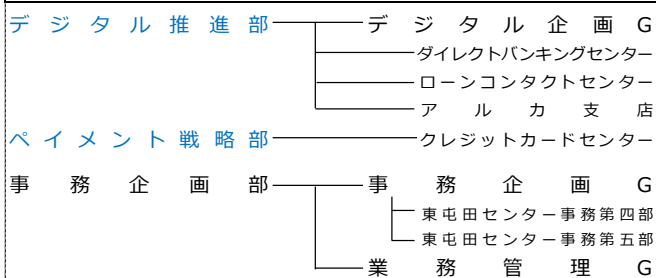 デジタル推進部 デジタル企画G
ダイレクトバンキングセンター
ローンコンタクトセンター
アルカ支店
ペイメント戦略部 クレジットカードセンター
事務企画部 事務企画G
東屯田センター事務第四部
東屯田センター事務第五部
業務管理G